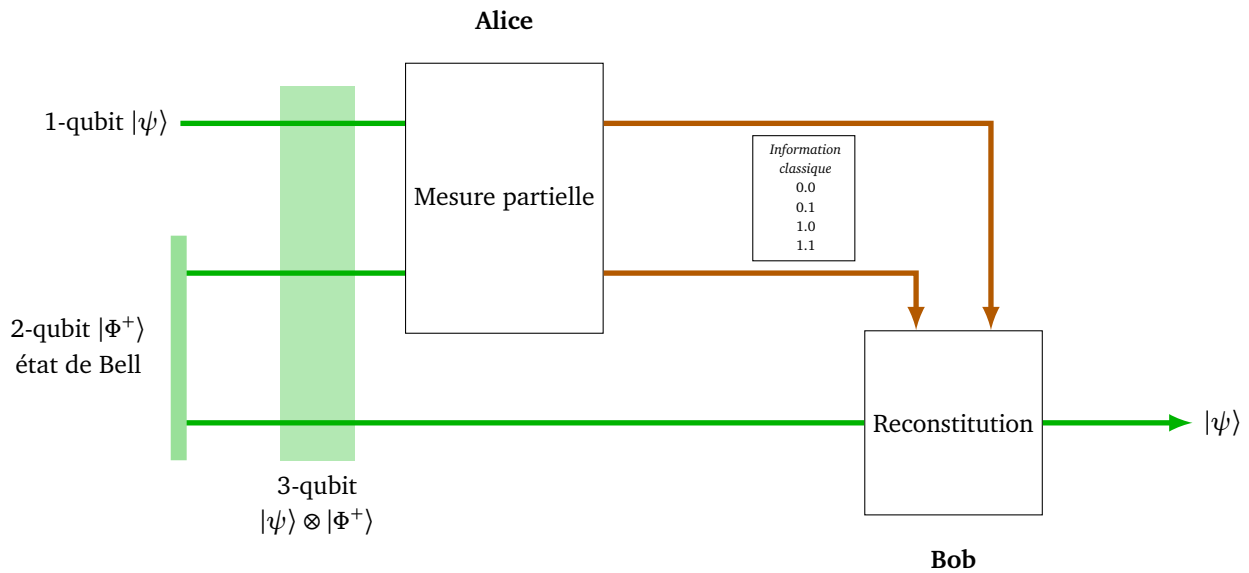 Alice
1-qubit |ψ⟩
Mesure partielle
Information
classique
0.0
0.1
1.0
1.1
2-qubit |Φ⁺⟩
état de Bell
Reconstitution
|ψ⟩
3-qubit
|ψ⟩ ⊗ |Φ⁺⟩
Bob